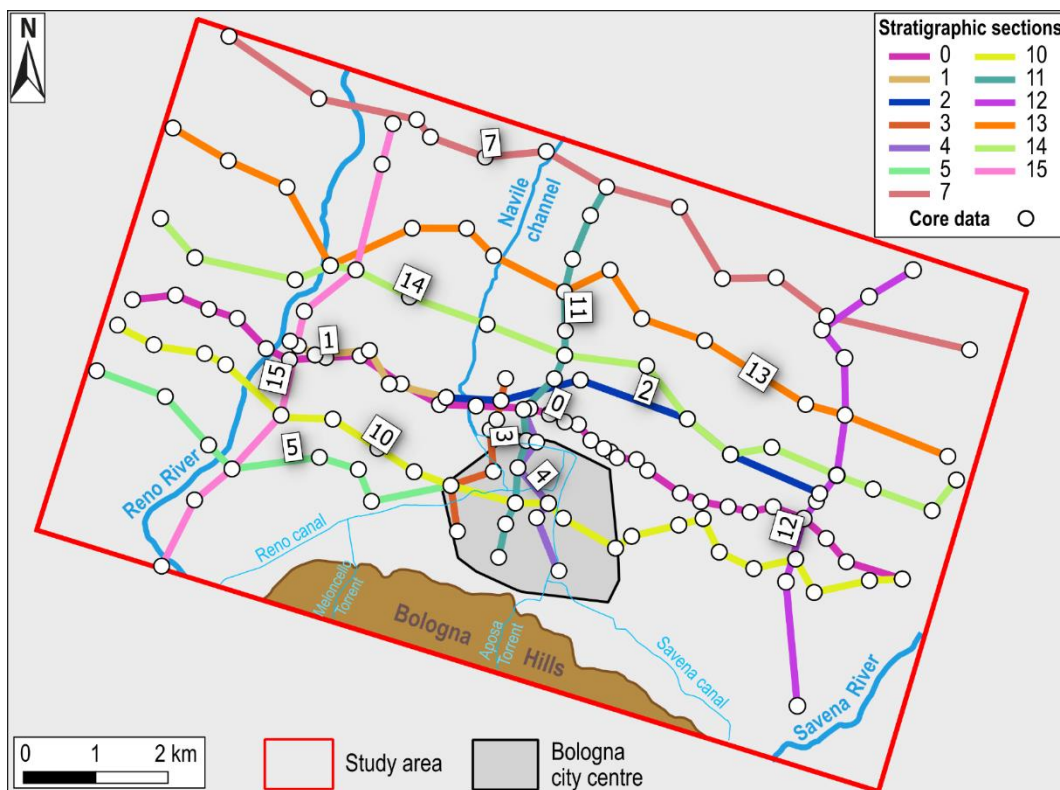 N
Stratigraphic sections
0 10
1 11
2 12
3 13
4 14
5 15
7
Core data
7
Navile
channel
14
11
1
15
0
2
13
3
10
5
4
12
Reno River
Reno canal
Meloncello
Torrent
Bologna
Hills
Aposa
Torrent
Savena canal
Savena River
0 1 2 km
Study area
Bologna
city centre